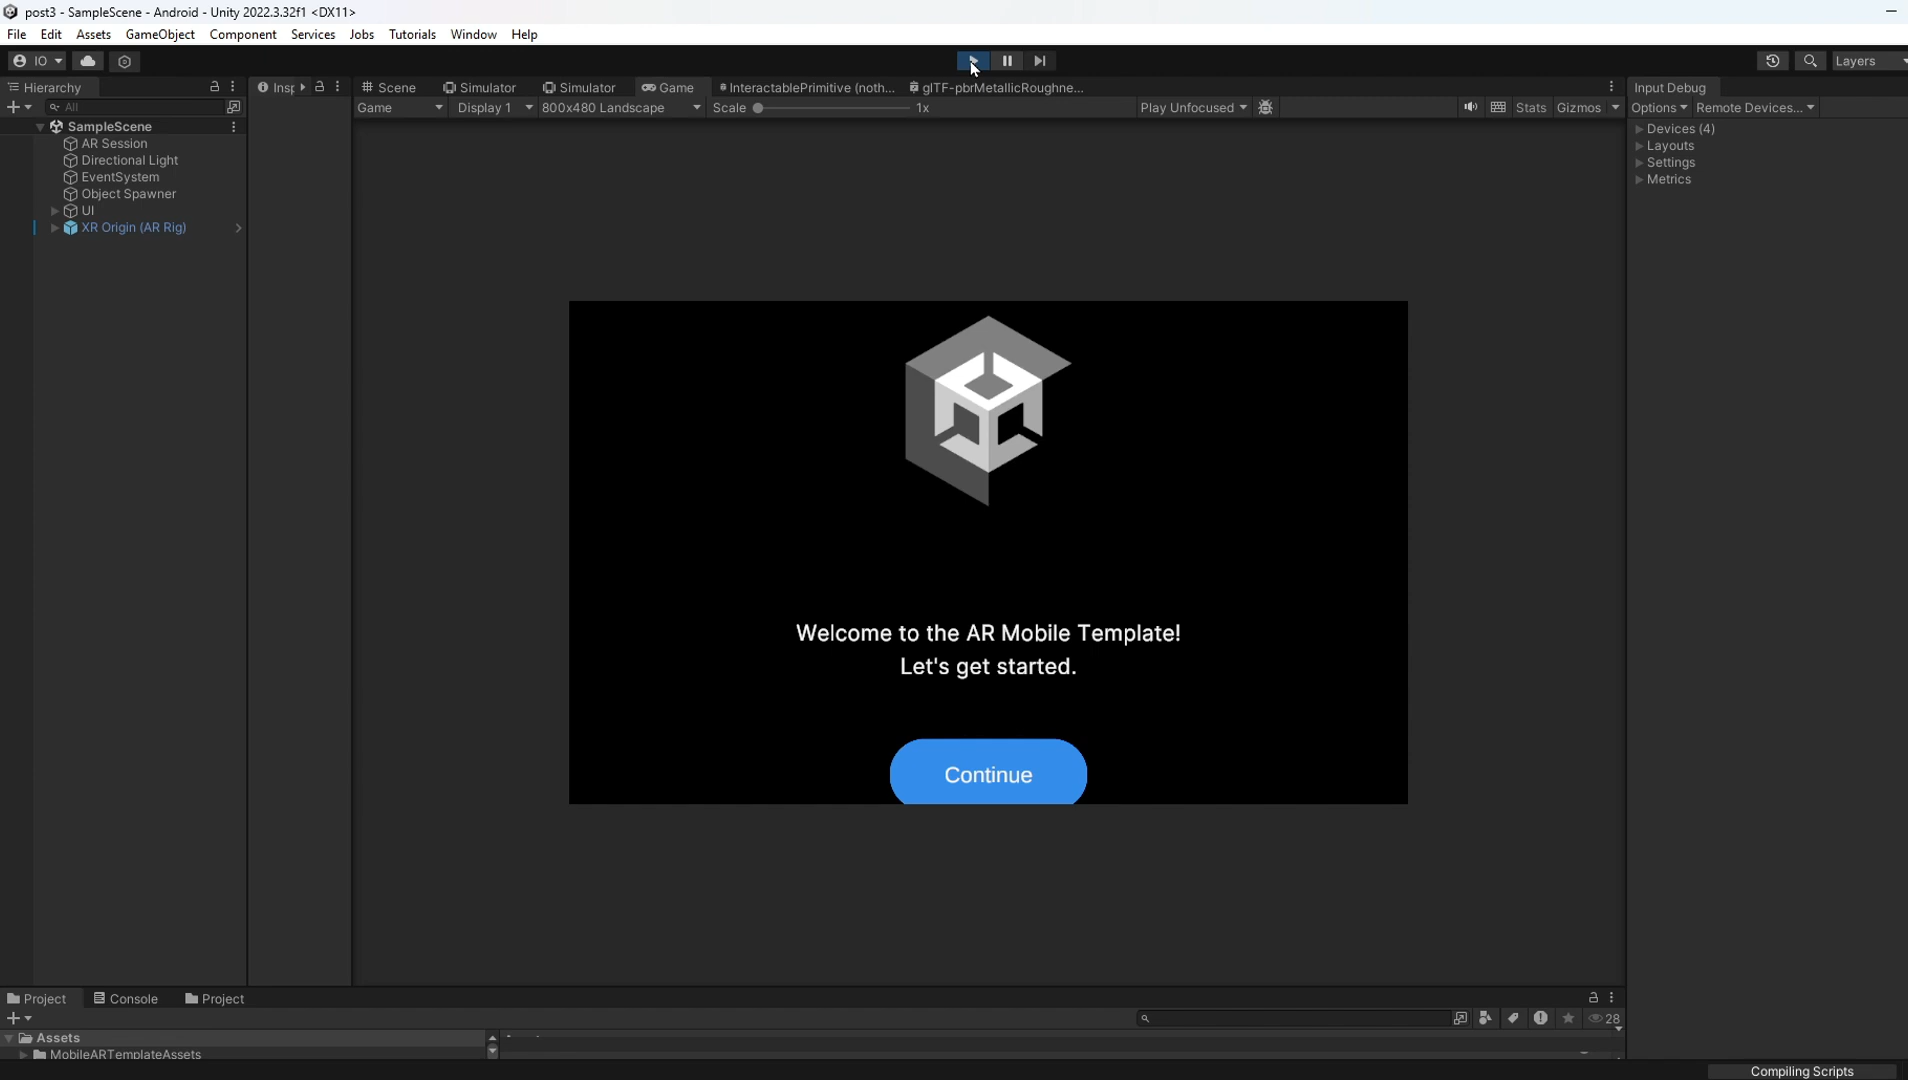 post3 - SampleScene - Android - Unity 2022.3.32f1 <DX11>
File Edit Assets GameObject Component Services Jobs Tutorials Window Help
IO Layers
Hierarchy Insp Scene Simulator Simulator Game InteractablePrimitive (noth... glTF-pbrMetallicRoughne... Input Debug
All Game Display 1 800x480 Landscape Scale 1x Play Unfocused Stats Gizmos Options Remote Devices...
SampleScene
AR Session
Directional Light
EventSystem
Object Spawner
UI
XR Origin (AR Rig)
Devices (4)
Layouts
Settings
Metrics
Welcome to the AR Mobile Template!
Let's get started.
Continue
Project Console Project
28
Assets
MobileARTemplateAssets
Compiling Scripts